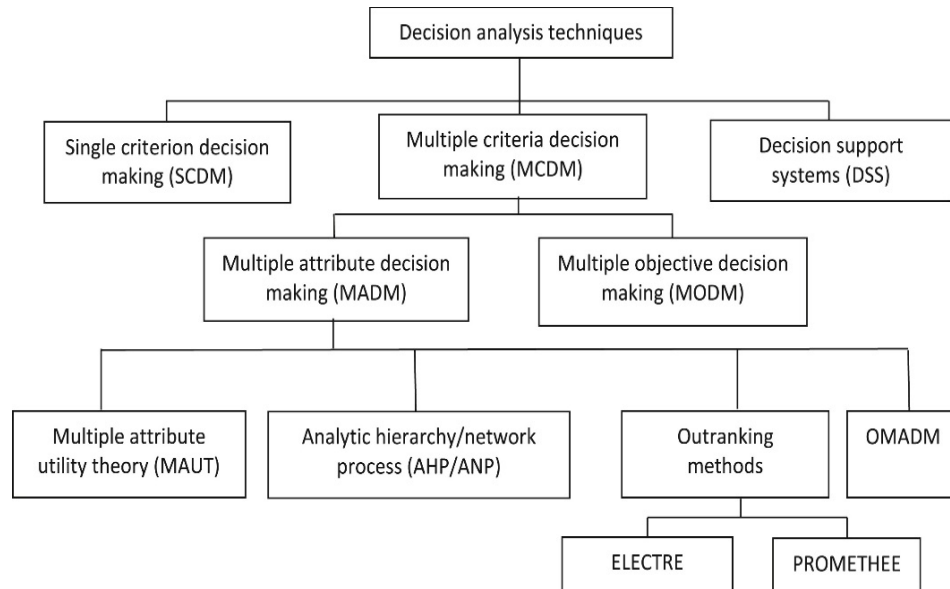 Decision analysis techniques
Single criterion decision
making (SCDM)
Multiple criteria decision
making (MCDM)
Decision support
systems (DSS)
Multiple attribute decision
making (MADM)
Multiple objective decision
making (MODM)
Multiple attribute
utility theory (MAUT)
Analytic hierarchy/network
process (AHP/ANP)
Outranking
methods
OMADM
ELECTRE
PROMETHEE